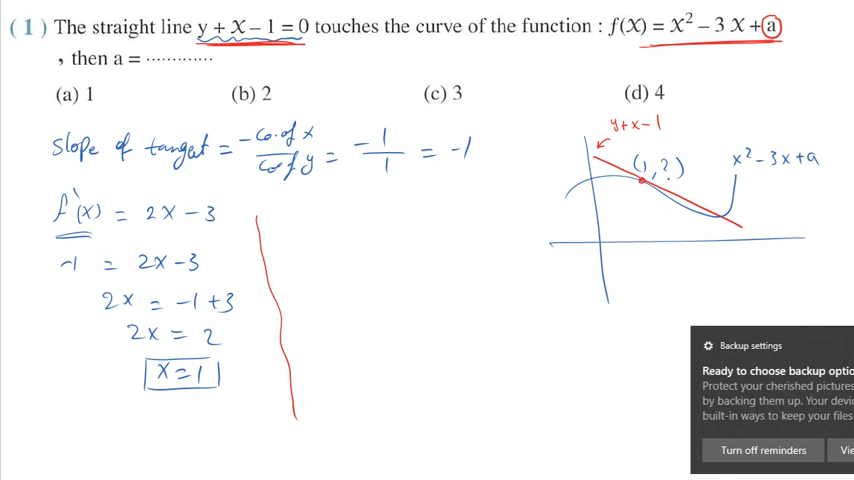 (1) The straight line y + X − 1 = 0 touches the curve of the function : f(X) = X² − 3 X + a
, then a = ·············
(a) 1 (b) 2 (c) 3 (d) 4
slope of tangent = -co.of x / co of y = -1/1 = -1
f`(x) = 2x - 3
-1 = 2x - 3
2x = -1 + 3
2x = 2
x = 1
y + x - 1
(1, ?)
x² - 3x + a
Backup settings
Ready to choose backup optio
Protect your cherished pictures
by backing them up. Your devi
built-in ways to keep your files
Turn off reminders
Vie